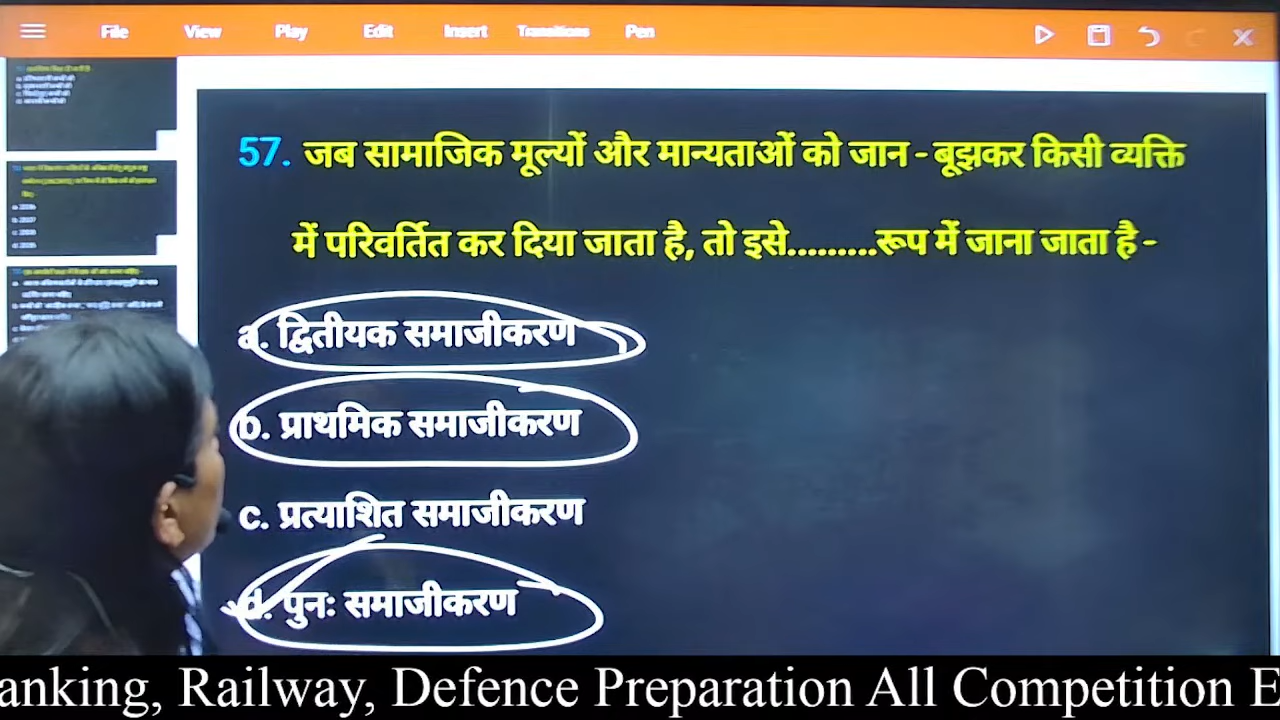 File View Play Edit Insert Transitions Pen
57. जब सामाजिक मूल्यों और मान्यताओं को जान - बूझकर किसी व्यक्ति
में परिवर्तित कर दिया जाता है, तो इसे.........रूप में जाना जाता है -
a. द्वितीयक समाजीकरण
b. प्राथमिक समाजीकरण
c. प्रत्याशित समाजीकरण
d. पुनः समाजीकरण
anking, Railway, Defence Preparation All Competition E